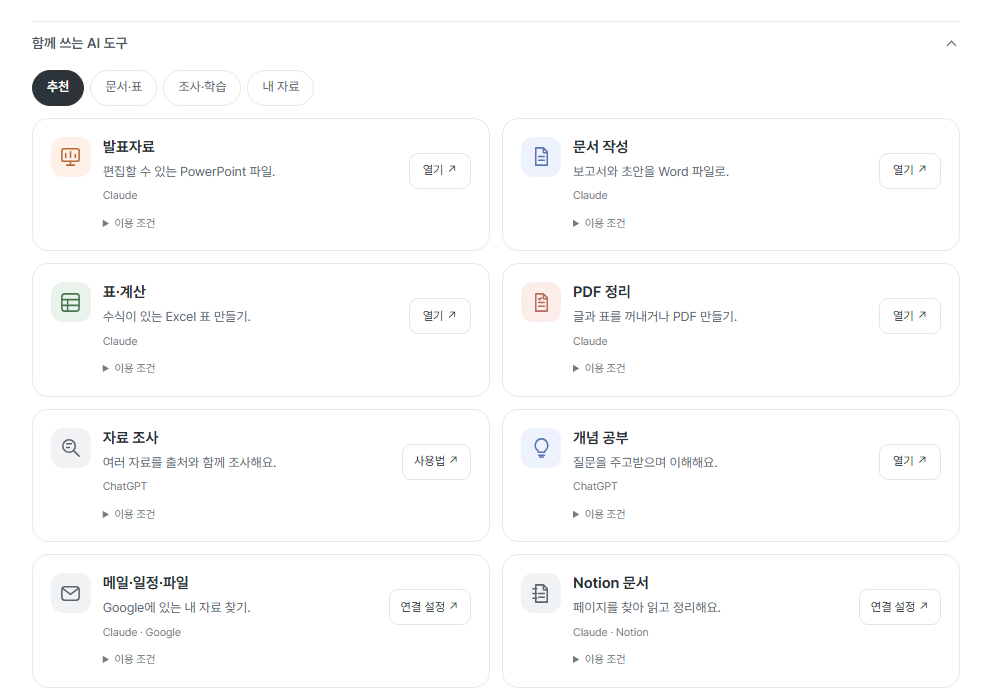 함께 쓰는 AI 도구
추천
문서·표
조사·학습
내 자료
발표자료
편집할 수 있는 PowerPoint 파일.
Claude
▶ 이용 조건
열기 ↗
문서 작성
보고서와 초안을 Word 파일로.
Claude
▶ 이용 조건
열기 ↗
표·계산
수식이 있는 Excel 표 만들기.
Claude
▶ 이용 조건
열기 ↗
PDF 정리
글과 표를 꺼내거나 PDF 만들기.
Claude
▶ 이용 조건
열기 ↗
자료 조사
여러 자료를 출처와 함께 조사해요.
ChatGPT
▶ 이용 조건
사용법 ↗
개념 공부
질문을 주고받으며 이해해요.
ChatGPT
▶ 이용 조건
열기 ↗
메일·일정·파일
Google에 있는 내 자료 찾기.
Claude · Google
▶ 이용 조건
연결 설정 ↗
Notion 문서
페이지를 찾아 읽고 정리해요.
Claude · Notion
▶ 이용 조건
연결 설정 ↗